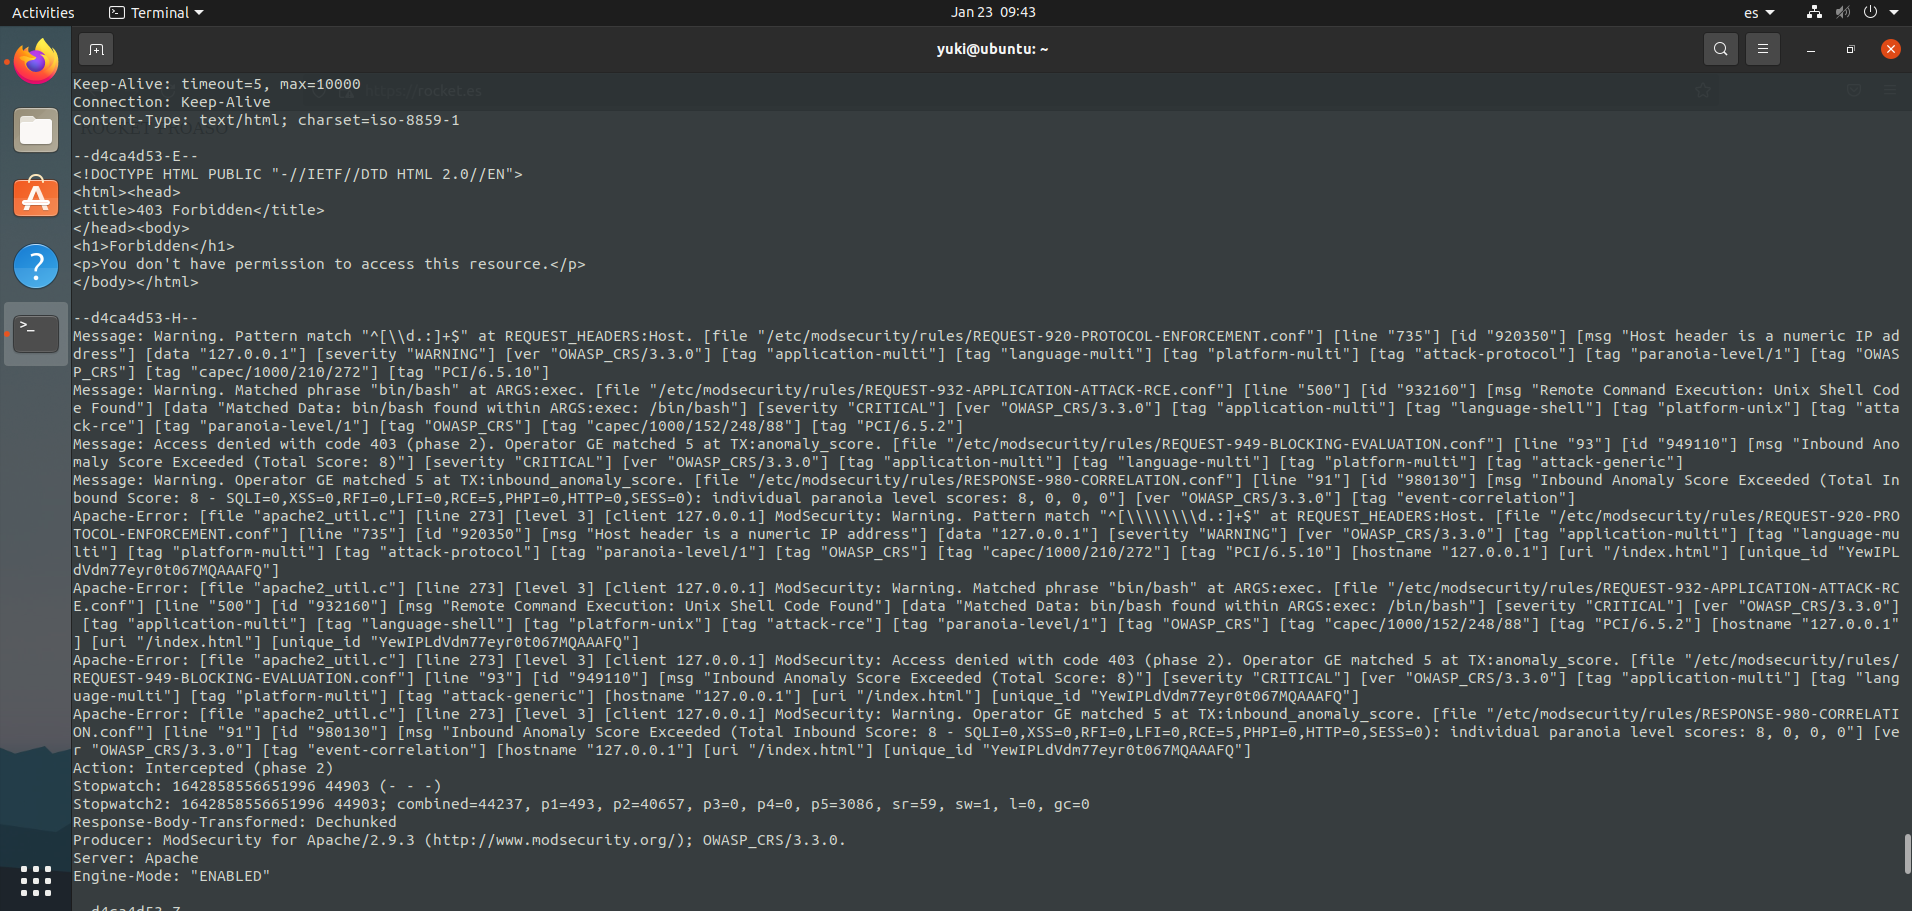 Activities
Terminal
Jan 23 09:43
es
yuki@ubuntu: ~
Keep-Alive: timeout=5, max=10000
https://rocket.es
Connection: Keep-Alive
Content-Type: text/html; charset=iso-8859-1
--d4ca4d53-E--
<!DOCTYPE HTML PUBLIC "-//IETF//DTD HTML 2.0//EN">
<html><head>
<title>403 Forbidden</title>
</head><body>
<h1>Forbidden</h1>
<p>You don't have permission to access this resource.</p>
</body></html>
--d4ca4d53-H--
Message: Warning. Pattern match "^[\\d.:]+$" at REQUEST_HEADERS:Host. [file "/etc/modsecurity/rules/REQUEST-920-PROTOCOL-ENFORCEMENT.conf"] [line "735"] [id "920350"] [msg "Host header is a numeric IP ad
dress"] [data "127.0.0.1"] [severity "WARNING"] [ver "OWASP_CRS/3.3.0"] [tag "application-multi"] [tag "language-multi"] [tag "platform-multi"] [tag "attack-protocol"] [tag "paranoia-level/1"] [tag "OWAS
P_CRS"] [tag "capec/1000/210/272"] [tag "PCI/6.5.10"]
Message: Warning. Matched phrase "bin/bash" at ARGS:exec. [file "/etc/modsecurity/rules/REQUEST-932-APPLICATION-ATTACK-RCE.conf"] [line "500"] [id "932160"] [msg "Remote Command Execution: Unix Shell Cod
e Found"] [data "Matched Data: bin/bash found within ARGS:exec: /bin/bash"] [severity "CRITICAL"] [ver "OWASP_CRS/3.3.0"] [tag "application-multi"] [tag "language-shell"] [tag "platform-unix"] [tag "atta
ck-rce"] [tag "paranoia-level/1"] [tag "OWASP_CRS"] [tag "capec/1000/152/248/88"] [tag "PCI/6.5.2"]
Message: Access denied with code 403 (phase 2). Operator GE matched 5 at TX:anomaly_score. [file "/etc/modsecurity/rules/REQUEST-949-BLOCKING-EVALUATION.conf"] [line "93"] [id "949110"] [msg "Inbound Ano
maly Score Exceeded (Total Score: 8)"] [severity "CRITICAL"] [ver "OWASP_CRS/3.3.0"] [tag "application-multi"] [tag "language-multi"] [tag "platform-multi"] [tag "attack-generic"]
Message: Warning. Operator GE matched 5 at TX:inbound_anomaly_score. [file "/etc/modsecurity/rules/RESPONSE-980-CORRELATION.conf"] [line "91"] [id "980130"] [msg "Inbound Anomaly Score Exceeded (Total In
bound Score: 8 - SQLI=0,XSS=0,RFI=0,LFI=0,RCE=5,PHPI=0,HTTP=0,SESS=0): individual paranoia level scores: 8, 0, 0, 0"] [ver "OWASP_CRS/3.3.0"] [tag "event-correlation"]
Apache-Error: [file "apache2_util.c"] [line 273] [level 3] [client 127.0.0.1] ModSecurity: Warning. Pattern match "^[\\\\\\\\d.:]+$" at REQUEST_HEADERS:Host. [file "/etc/modsecurity/rules/REQUEST-920-PRO
TOCOL-ENFORCEMENT.conf"] [line "735"] [id "920350"] [msg "Host header is a numeric IP address"] [data "127.0.0.1"] [severity "WARNING"] [ver "OWASP_CRS/3.3.0"] [tag "application-multi"] [tag "language-mu
lti"] [tag "platform-multi"] [tag "attack-protocol"] [tag "paranoia-level/1"] [tag "OWASP_CRS"] [tag "capec/1000/210/272"] [tag "PCI/6.5.10"] [hostname "127.0.0.1"] [uri "/index.html"] [unique_id "YewIPL
dVdm77eyr0t067MQAAAFQ"]
Apache-Error: [file "apache2_util.c"] [line 273] [level 3] [client 127.0.0.1] ModSecurity: Warning. Matched phrase "bin/bash" at ARGS:exec. [file "/etc/modsecurity/rules/REQUEST-932-APPLICATION-ATTACK-RC
E.conf"] [line "500"] [id "932160"] [msg "Remote Command Execution: Unix Shell Code Found"] [data "Matched Data: bin/bash found within ARGS:exec: /bin/bash"] [severity "CRITICAL"] [ver "OWASP_CRS/3.3.0"]
[tag "application-multi"] [tag "language-shell"] [tag "platform-unix"] [tag "attack-rce"] [tag "paranoia-level/1"] [tag "OWASP_CRS"] [tag "capec/1000/152/248/88"] [tag "PCI/6.5.2"] [hostname "127.0.0.1"
] [uri "/index.html"] [unique_id "YewIPLdVdm77eyr0t067MQAAAFQ"]
Apache-Error: [file "apache2_util.c"] [line 273] [level 3] [client 127.0.0.1] ModSecurity: Access denied with code 403 (phase 2). Operator GE matched 5 at TX:anomaly_score. [file "/etc/modsecurity/rules/
REQUEST-949-BLOCKING-EVALUATION.conf"] [line "93"] [id "949110"] [msg "Inbound Anomaly Score Exceeded (Total Score: 8)"] [severity "CRITICAL"] [ver "OWASP_CRS/3.3.0"] [tag "application-multi"] [tag "lang
uage-multi"] [tag "platform-multi"] [tag "attack-generic"] [hostname "127.0.0.1"] [uri "/index.html"] [unique_id "YewIPLdVdm77eyr0t067MQAAAFQ"]
Apache-Error: [file "apache2_util.c"] [line 273] [level 3] [client 127.0.0.1] ModSecurity: Warning. Operator GE matched 5 at TX:inbound_anomaly_score. [file "/etc/modsecurity/rules/RESPONSE-980-CORRELATI
ON.conf"] [line "91"] [id "980130"] [msg "Inbound Anomaly Score Exceeded (Total Inbound Score: 8 - SQLI=0,XSS=0,RFI=0,LFI=0,RCE=5,PHPI=0,HTTP=0,SESS=0): individual paranoia level scores: 8, 0, 0, 0"] [ve
r "OWASP_CRS/3.3.0"] [tag "event-correlation"] [hostname "127.0.0.1"] [uri "/index.html"] [unique_id "YewIPLdVdm77eyr0t067MQAAAFQ"]
Action: Intercepted (phase 2)
Stopwatch: 1642858556651996 44903 (- - -)
Stopwatch2: 1642858556651996 44903; combined=44237, p1=493, p2=40657, p3=0, p4=0, p5=3086, sr=59, sw=1, l=0, gc=0
Response-Body-Transformed: Dechunked
Producer: ModSecurity for Apache/2.9.3 (http://www.modsecurity.org/); OWASP_CRS/3.3.0.
Server: Apache
Engine-Mode: "ENABLED"
--d4ca4d53-Z--